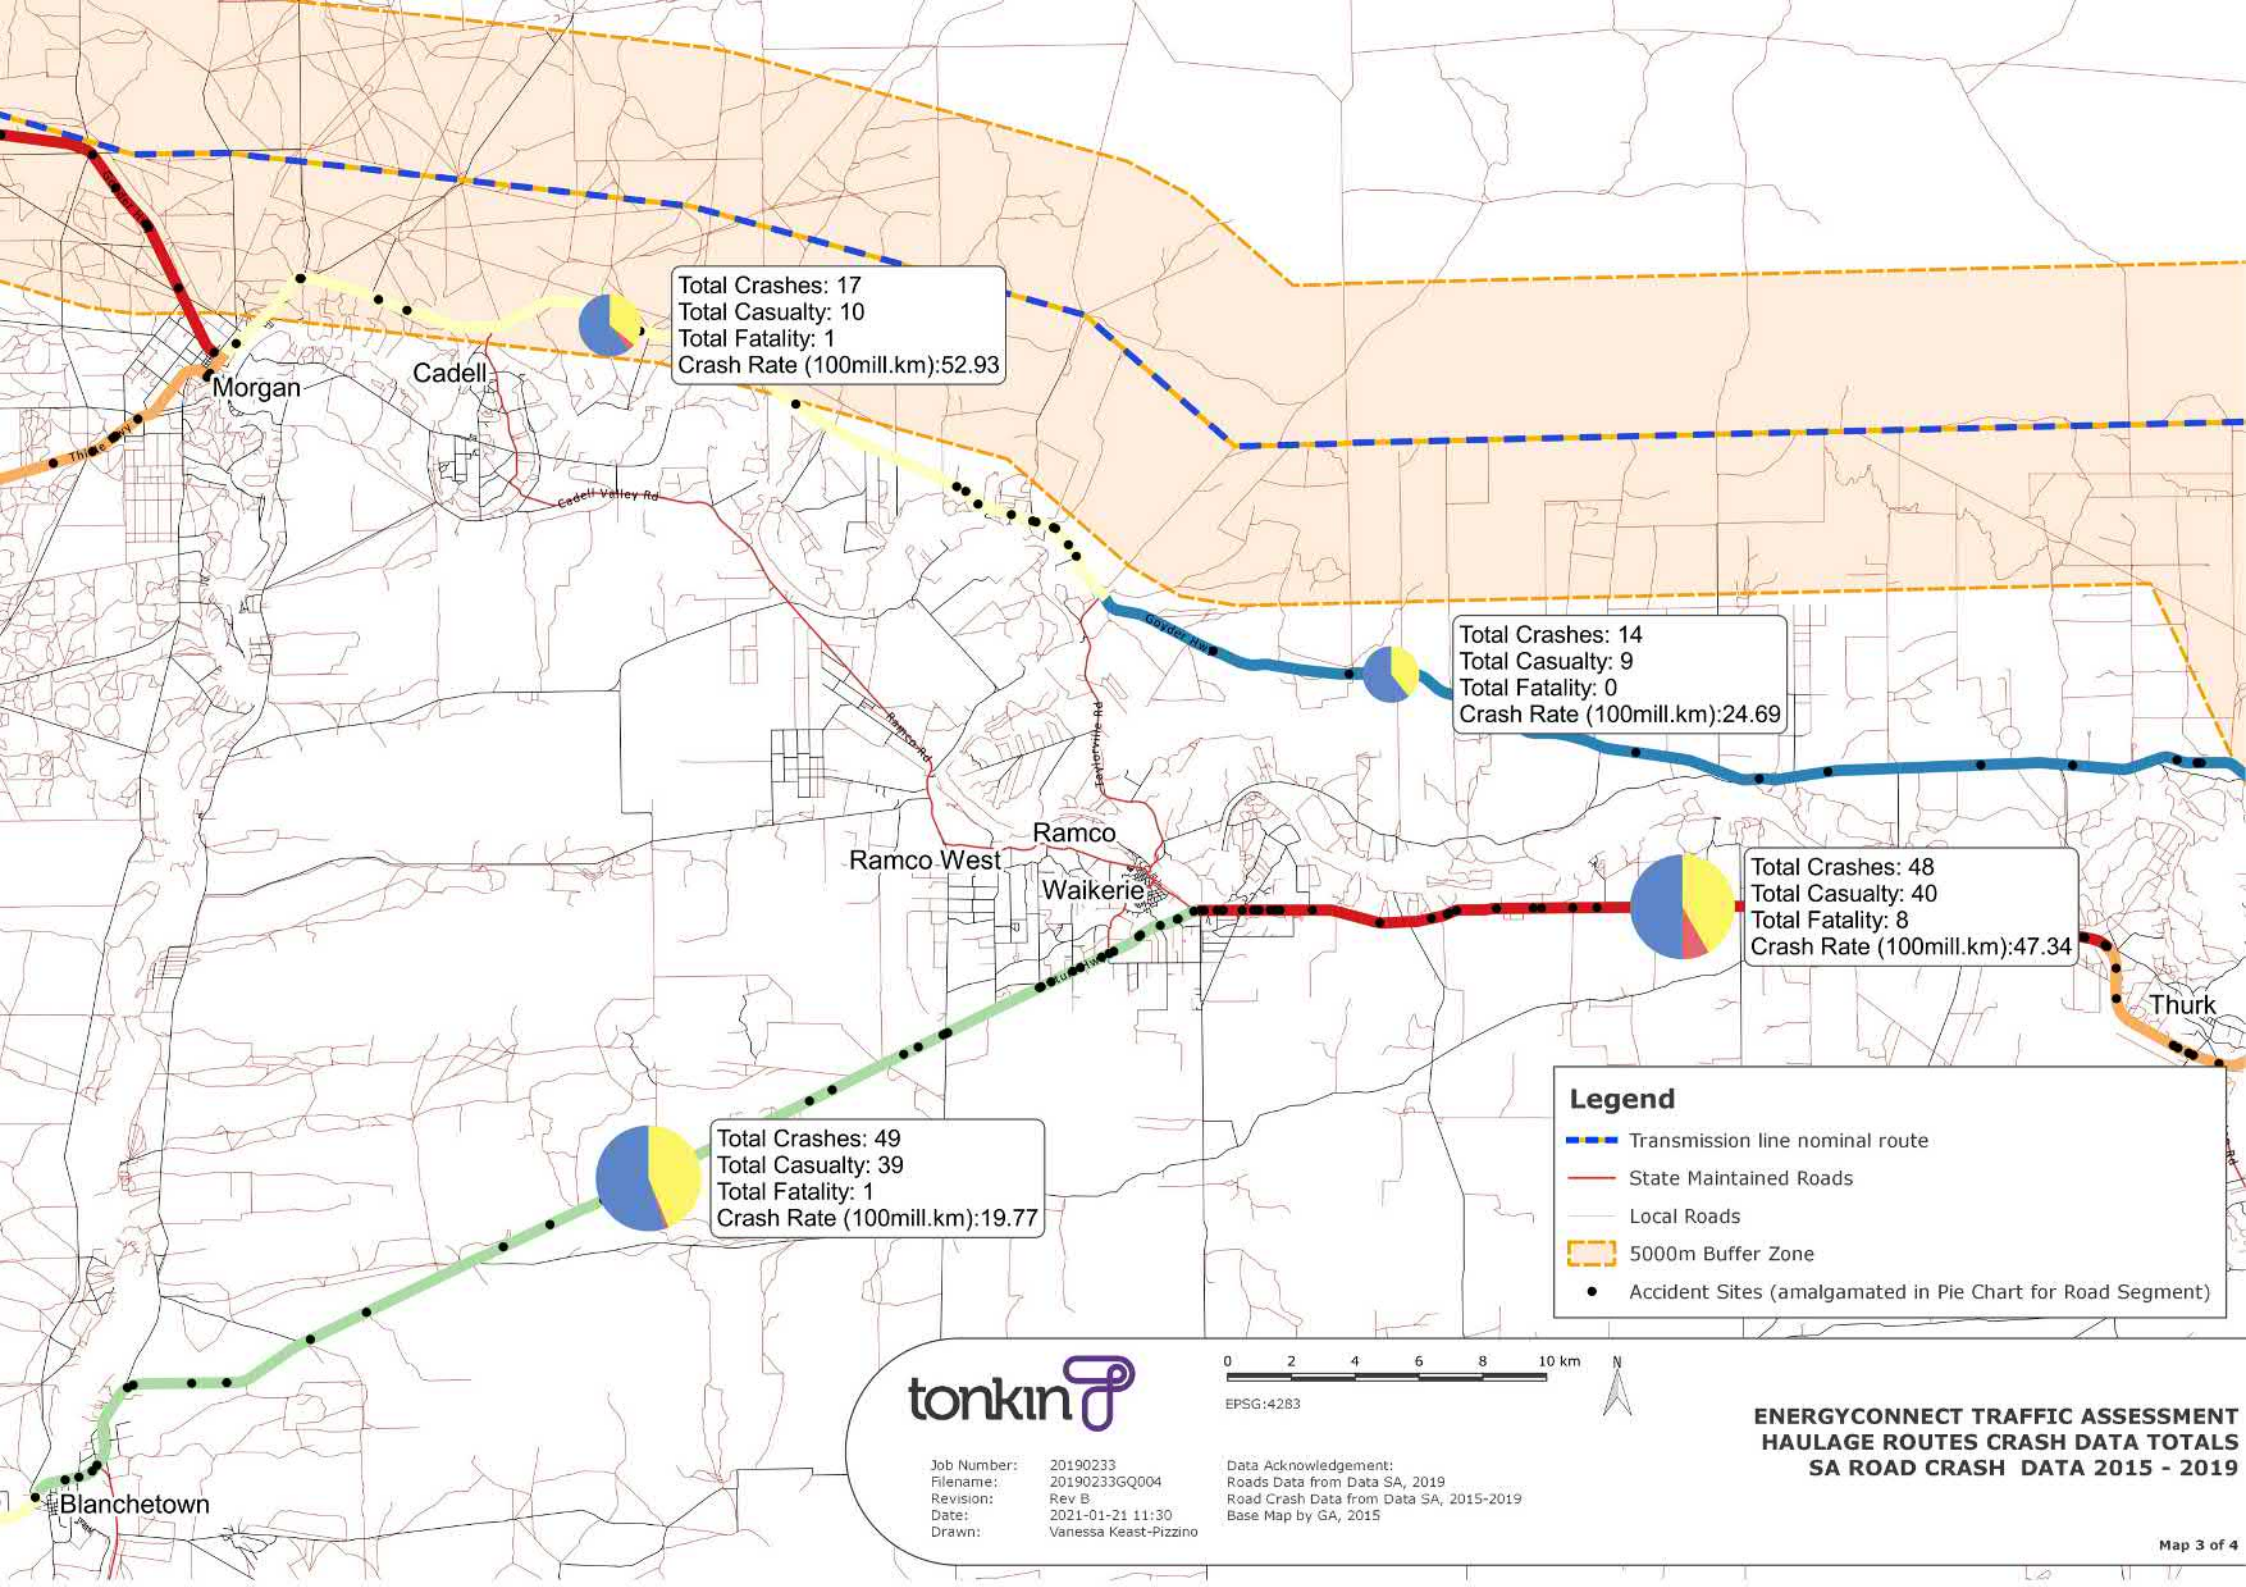 Total Crashes: 17
Total Casualty: 10
Total Fatality: 1
Crash Rate (100mill.km):52.93
Morgan
Cadell
Cadell Valley Rd
Goyder Hwy
Total Crashes: 14
Total Casualty: 9
Total Fatality: 0
Crash Rate (100mill.km):24.69
Ramco Rd
Taylorville Rd
Ramco
Ramco West
Waikerie
Total Crashes: 48
Total Casualty: 40
Total Fatality: 8
Crash Rate (100mill.km):47.34
Thurk
Total Crashes: 49
Total Casualty: 39
Total Fatality: 1
Crash Rate (100mill.km):19.77
Blanchetown
Legend
Transmission line nominal route
State Maintained Roads
Local Roads
5000m Buffer Zone
Accident Sites (amalgamated in Pie Chart for Road Segment)
Rd
tonkin
0 2 4 6 8 10 km
N
EPSG:4283
Job Number: 20190233
Filename: 20190233GQ004
Revision: Rev B
Date: 2021-01-21 11:30
Drawn: Vanessa Keast-Pizzino
Data Acknowledgement:
Roads Data from Data SA, 2019
Road Crash Data from Data SA, 2015-2019
Base Map by GA, 2015
ENERGYCONNECT TRAFFIC ASSESSMENT
HAULAGE ROUTES CRASH DATA TOTALS
SA ROAD CRASH DATA 2015 - 2019
Map 3 of 4